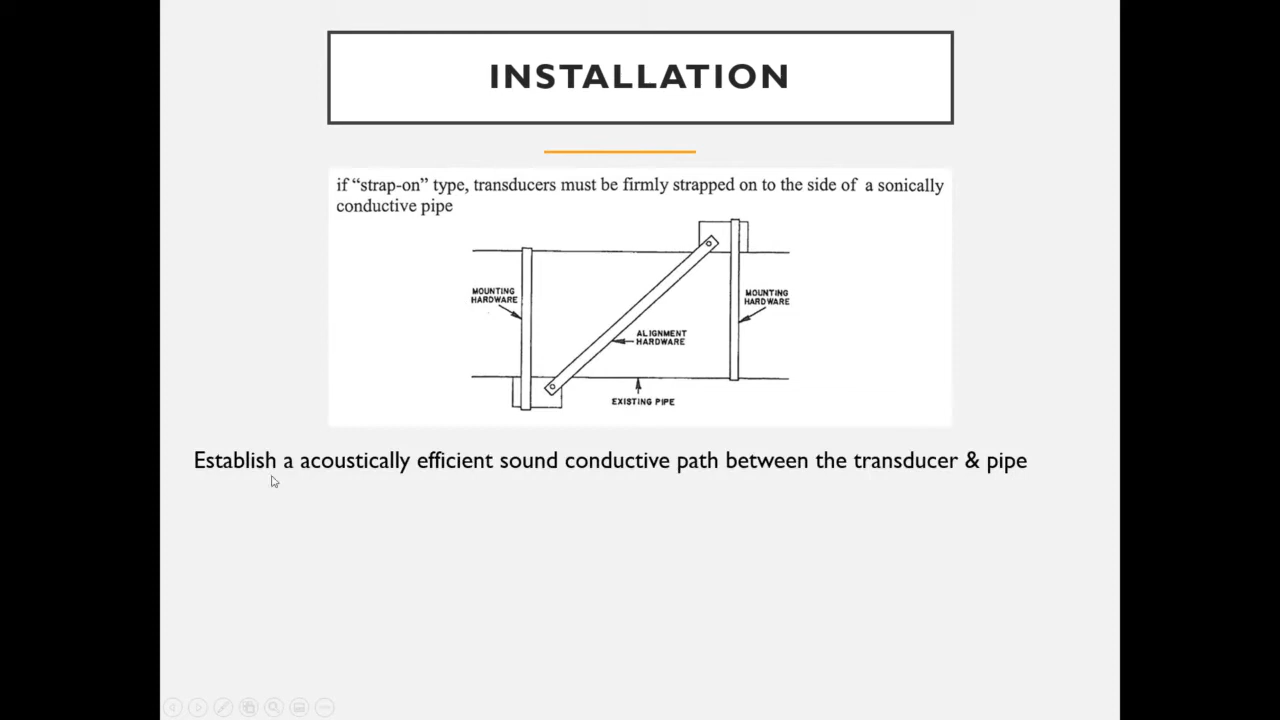 INSTALLATION
if “strap-on” type, transducers must be firmly strapped on to the side of a sonically
conductive pipe
MOUNTING
HARDWARE
MOUNTING
HARDWARE
ALIGNMENT
HARDWARE
EXISTING PIPE
Establish a acoustically efficient sound conductive path between the transducer & pipe